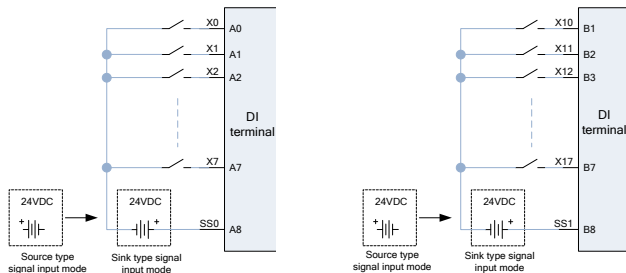 X0 A0
X1 A1
X2 A2
DI
terminal
X7 A7
24VDC
+
24VDC
+
SS0 A8
Source type
signal input mode
Sink type signal
input mode
X10 B1
X11 B2
X12 B3
DI
terminal
X17 B7
24VDC
+
24VDC
+
SS1 B8
Source type
signal input mode
Sink type signal
input mode